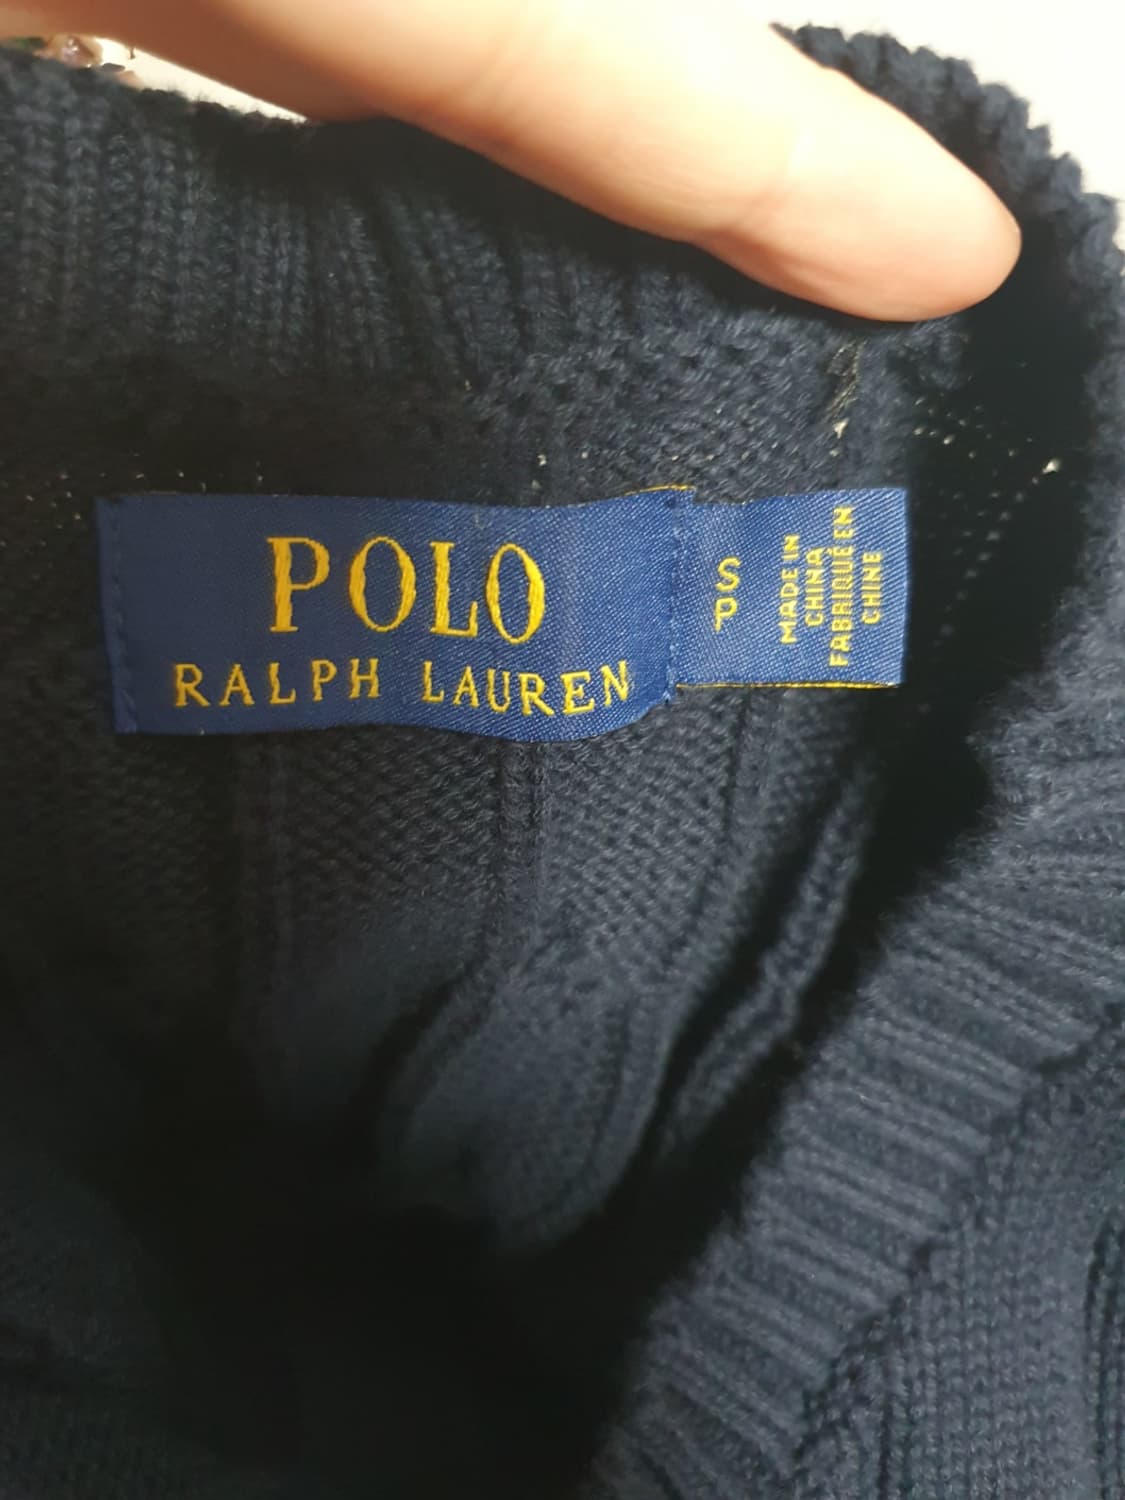 POLO
RALPH LAUREN
S
P
MADE IN
CHINA
FABRIQUÉ EN
CHINE